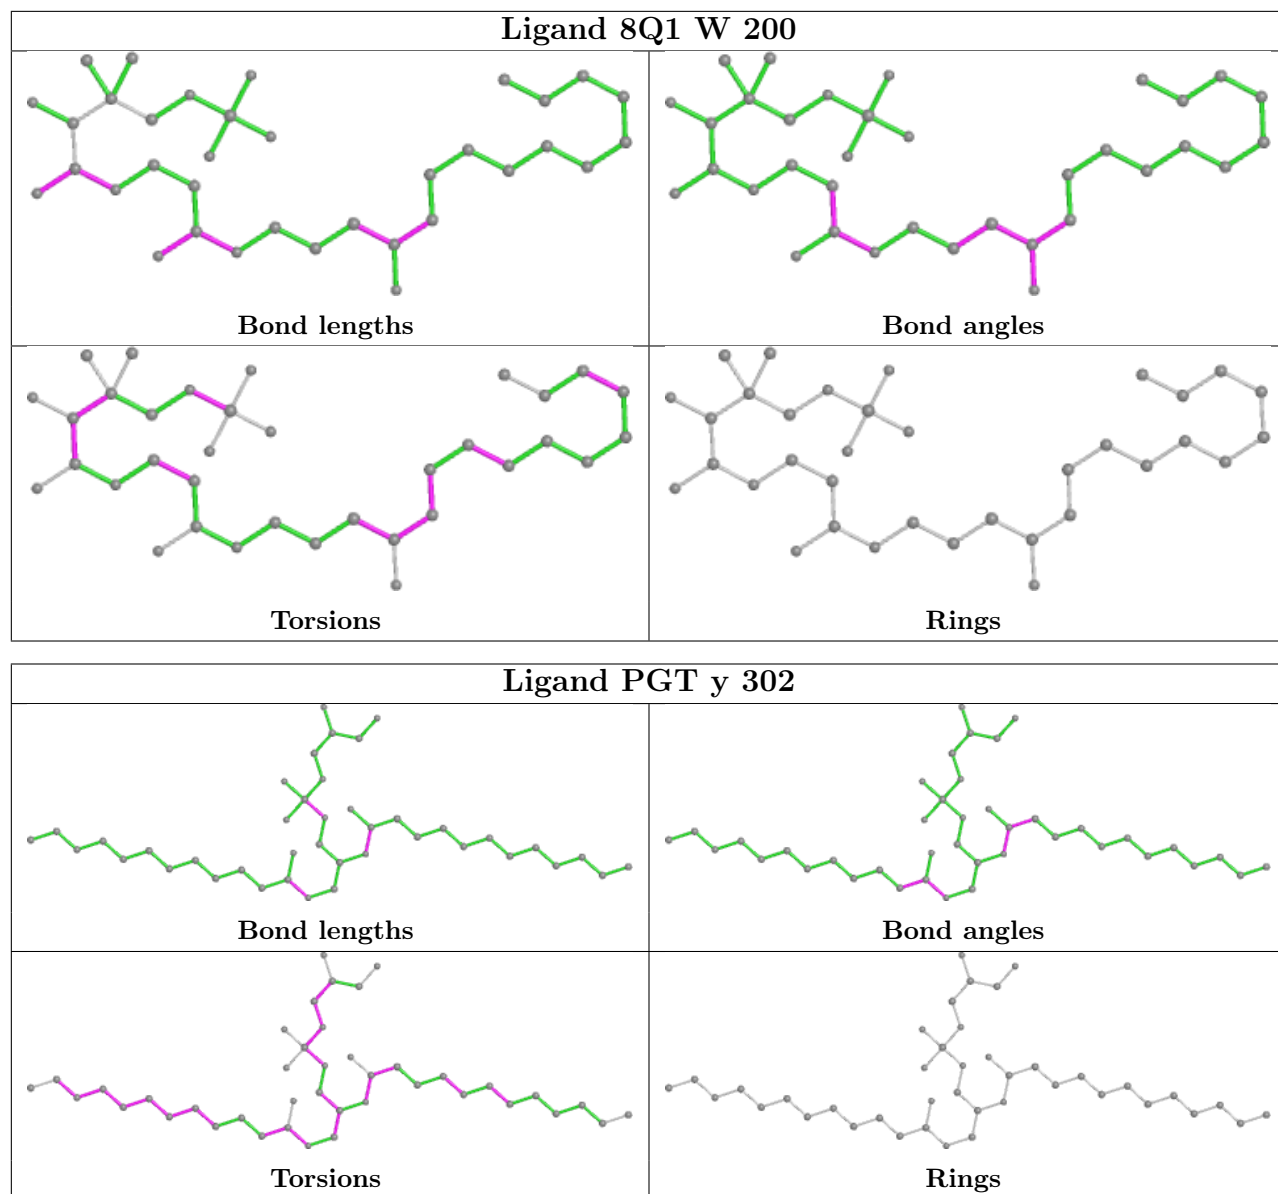 Ligand 8Q1 W 200
Bond lengths
Bond angles
Torsions
Rings
Ligand PGT y 302
Bond lengths
Bond angles
Torsions
Rings